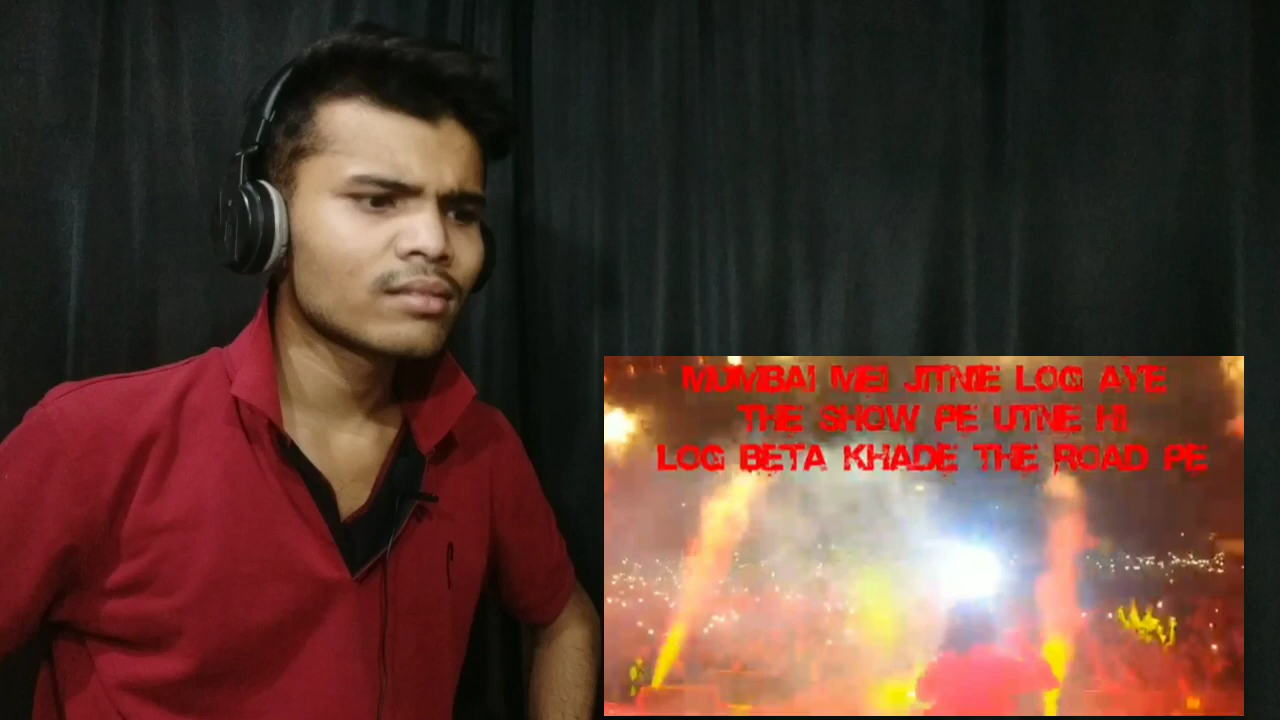 MUMBAI MEI JITNE LOG AYE
THE SHOW PE UTNE HI
LOG BETA KHADE THE ROAD PE